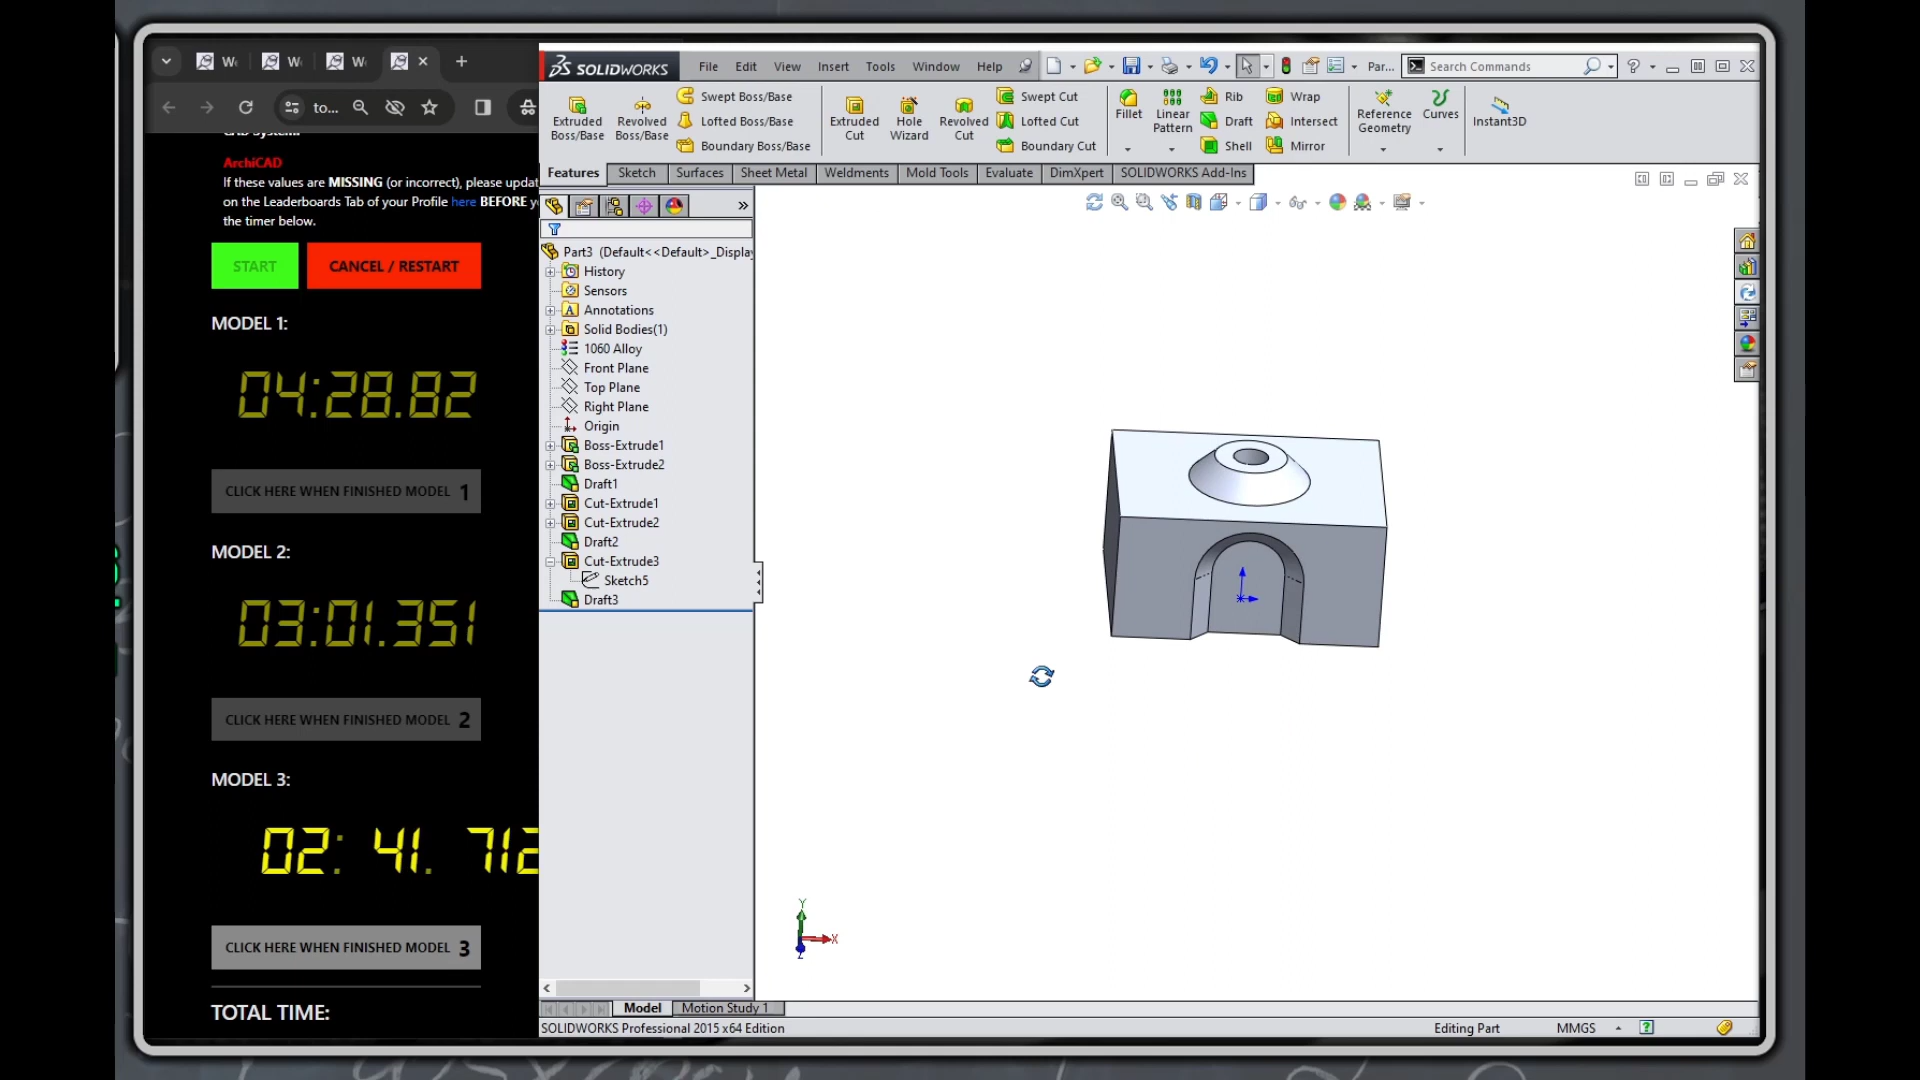 W
W
W
to...
CAD System.
ArchiCAD
If these values are MISSING (or incorrect), please updat
on the Leaderboards Tab of your Profile here BEFORE y
the timer below.
START
CANCEL / RESTART
MODEL 1:
04:28.82
CLICK HERE WHEN FINISHED MODEL 1
MODEL 2:
03:01.351
CLICK HERE WHEN FINISHED MODEL 2
MODEL 3:
02: 41. 712
CLICK HERE WHEN FINISHED MODEL 3
TOTAL TIME:
SOLIDWORKS
File Edit View Insert Tools Window Help
Par...
Search Commands
Extruded Boss/Base
Revolved Boss/Base
Swept Boss/Base
Lofted Boss/Base
Boundary Boss/Base
Extruded Cut
Hole Wizard
Revolved Cut
Swept Cut
Lofted Cut
Boundary Cut
Fillet
Linear Pattern
Rib
Draft
Shell
Wrap
Intersect
Mirror
Reference Geometry
Curves
Instant3D
Features Sketch Surfaces Sheet Metal Weldments Mold Tools Evaluate DimXpert SOLIDWORKS Add-Ins
Part3 (Default<<Default>_Display
History
Sensors
Annotations
Solid Bodies(1)
1060 Alloy
Front Plane
Top Plane
Right Plane
Origin
Boss-Extrude1
Boss-Extrude2
Draft1
Cut-Extrude1
Cut-Extrude2
Draft2
Cut-Extrude3
Sketch5
Draft3
Y
X
Z
Model
Motion Study 1
SOLIDWORKS Professional 2015 x64 Edition
Editing Part
MMGS